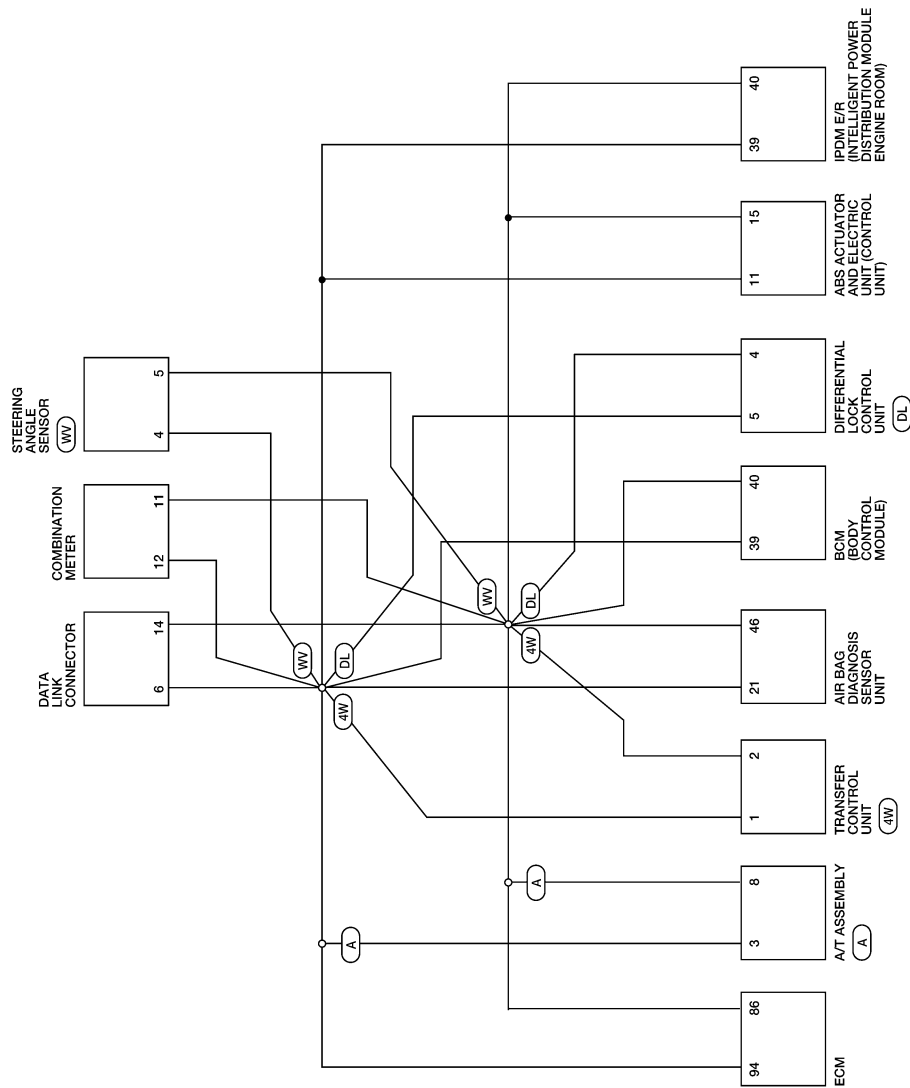 DATA
LINK
CONNECTOR
6
14
COMBINATION
METER
12
11
STEERING
ANGLE
SENSOR
WV
4
5
WV
DL
4W
WV
DL
4W
A
A
94
86
ECM
3
8
A/T ASSEMBLY
A
1
2
TRANSFER
CONTROL
UNIT
4W
21
46
AIR BAG
DIAGNOSIS
SENSOR
UNIT
39
40
BCM
(BODY
CONTROL
MODULE)
5
4
DIFFERENTIAL
LOCK
CONTROL
UNIT
DL
11
15
ABS ACTUATOR
AND ELECTRIC
UNIT (CONTROL
UNIT)
39
40
IPDM E/R
(INTELLIGENT POWER
DISTRIBUTION MODULE
ENGINE ROOM)